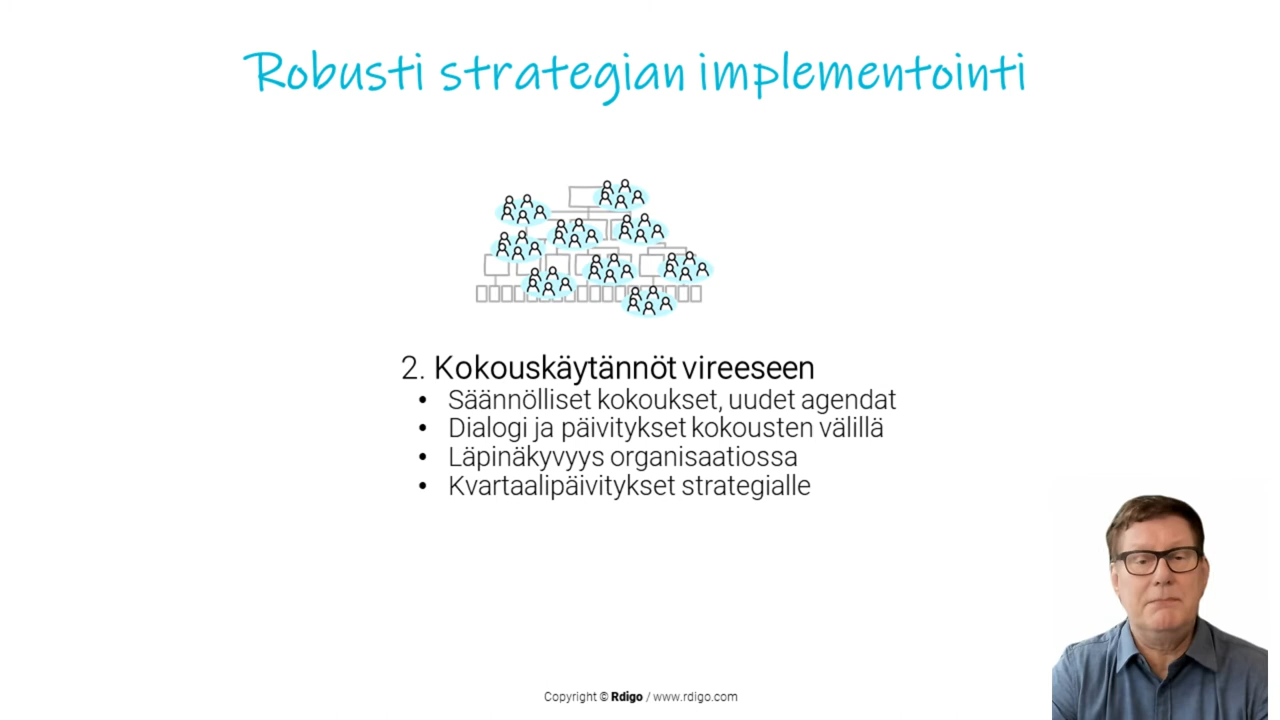 Robusti strategian implementointi
2. Kokouskäytännöt vireeseen
• Säännölliset kokoukset, uudet agendat
• Dialogi ja päivitykset kokousten välillä
• Läpinäkyvyys organisaatiossa
• Kvartaalipäivitykset strategialle
Copyright © Rdigo / www.rdigo.com